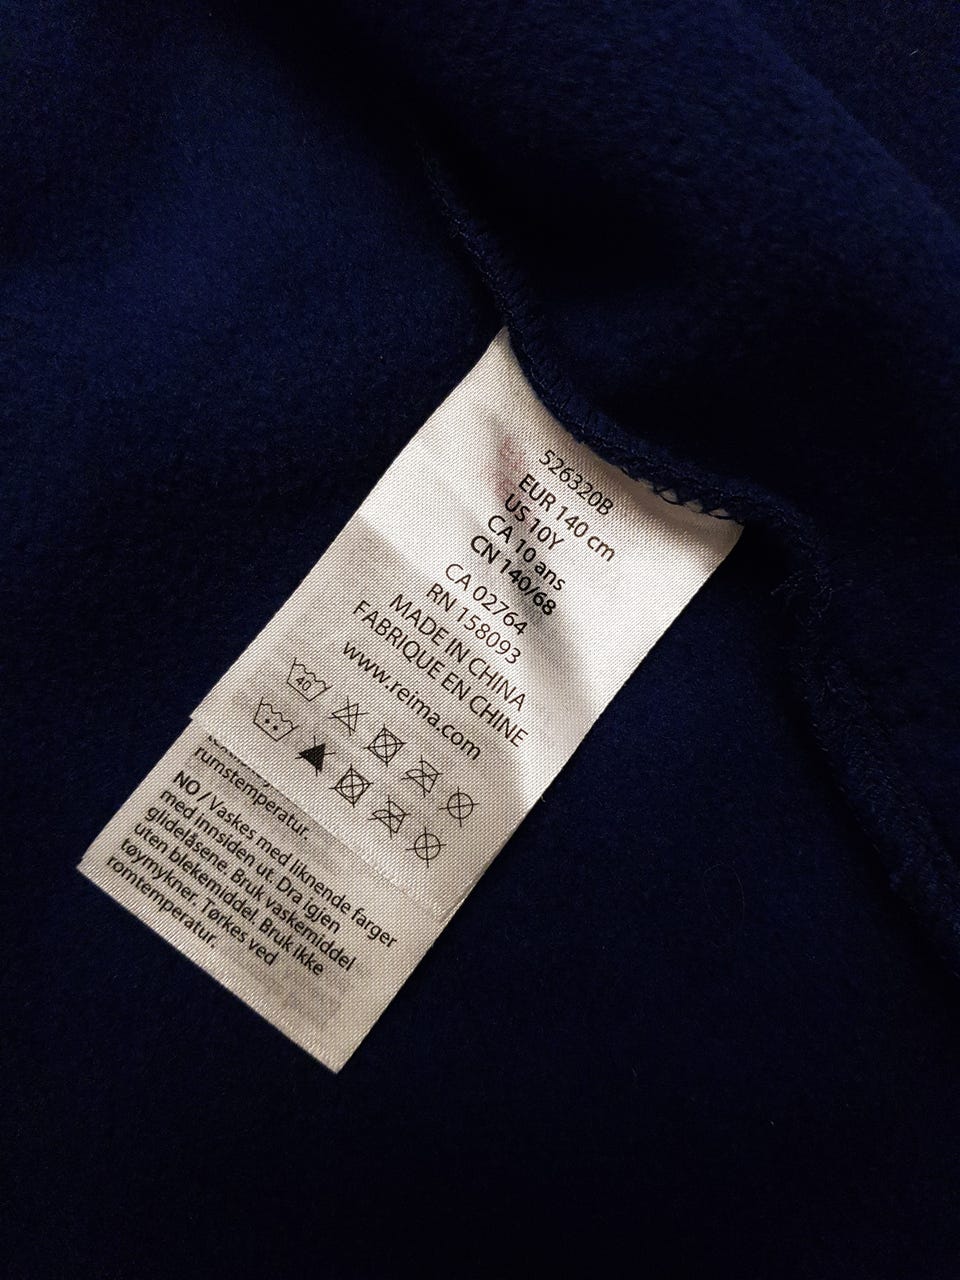 526320B
EUR 140 cm
US 10Y
CA 10 ans
CN 140/68
CA 02764
RN 158093
MADE IN CHINA
FABRIQUE EN CHINE
www.reima.com
40
rumstemperatur.
NO / Vaskes med liknende farger
med innsiden ut. Dra igjen
glidelåsene. Bruk vaskemiddel
uten blekemiddel. Bruk ikke
tøymykner. Tørkes ved
romtemperatur.